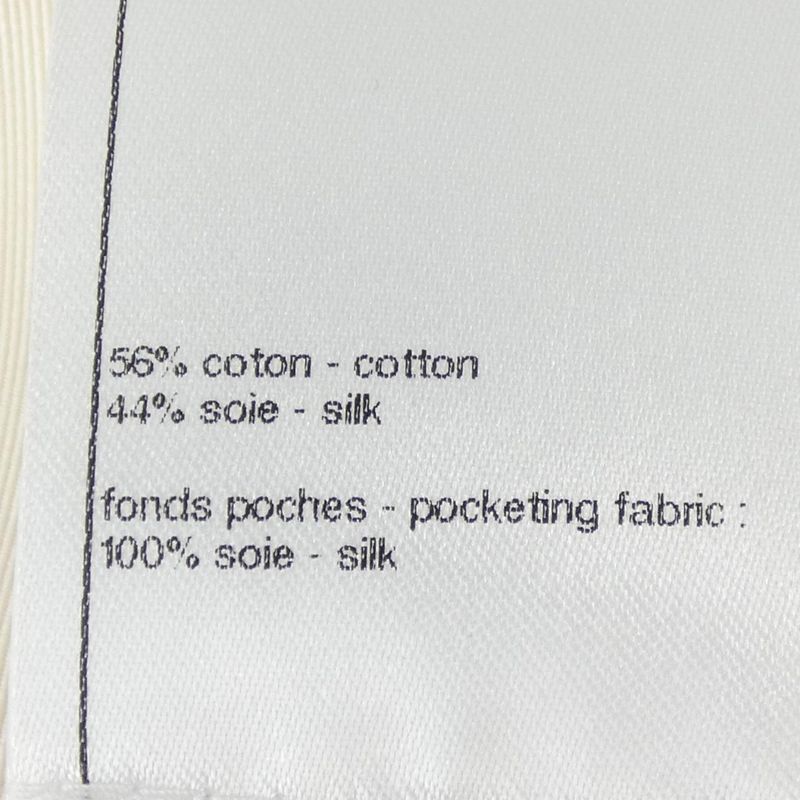 56% coton - cotton
44% soie - silk
fonds poches - pocketing fabric :
100% soie - silk